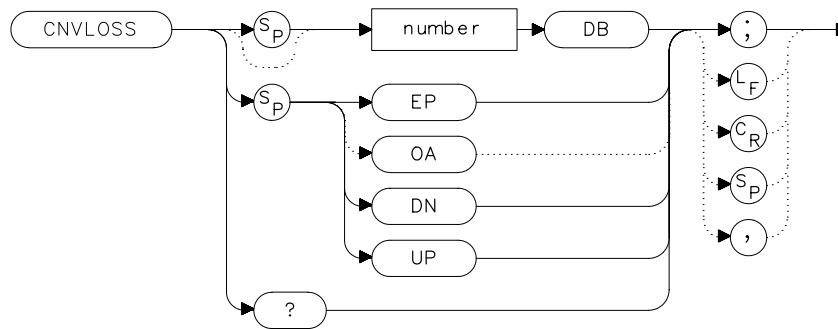 CNVLOSS SP number DB ;
LF
SP EP
OA CR
DN SP
UP ,
?